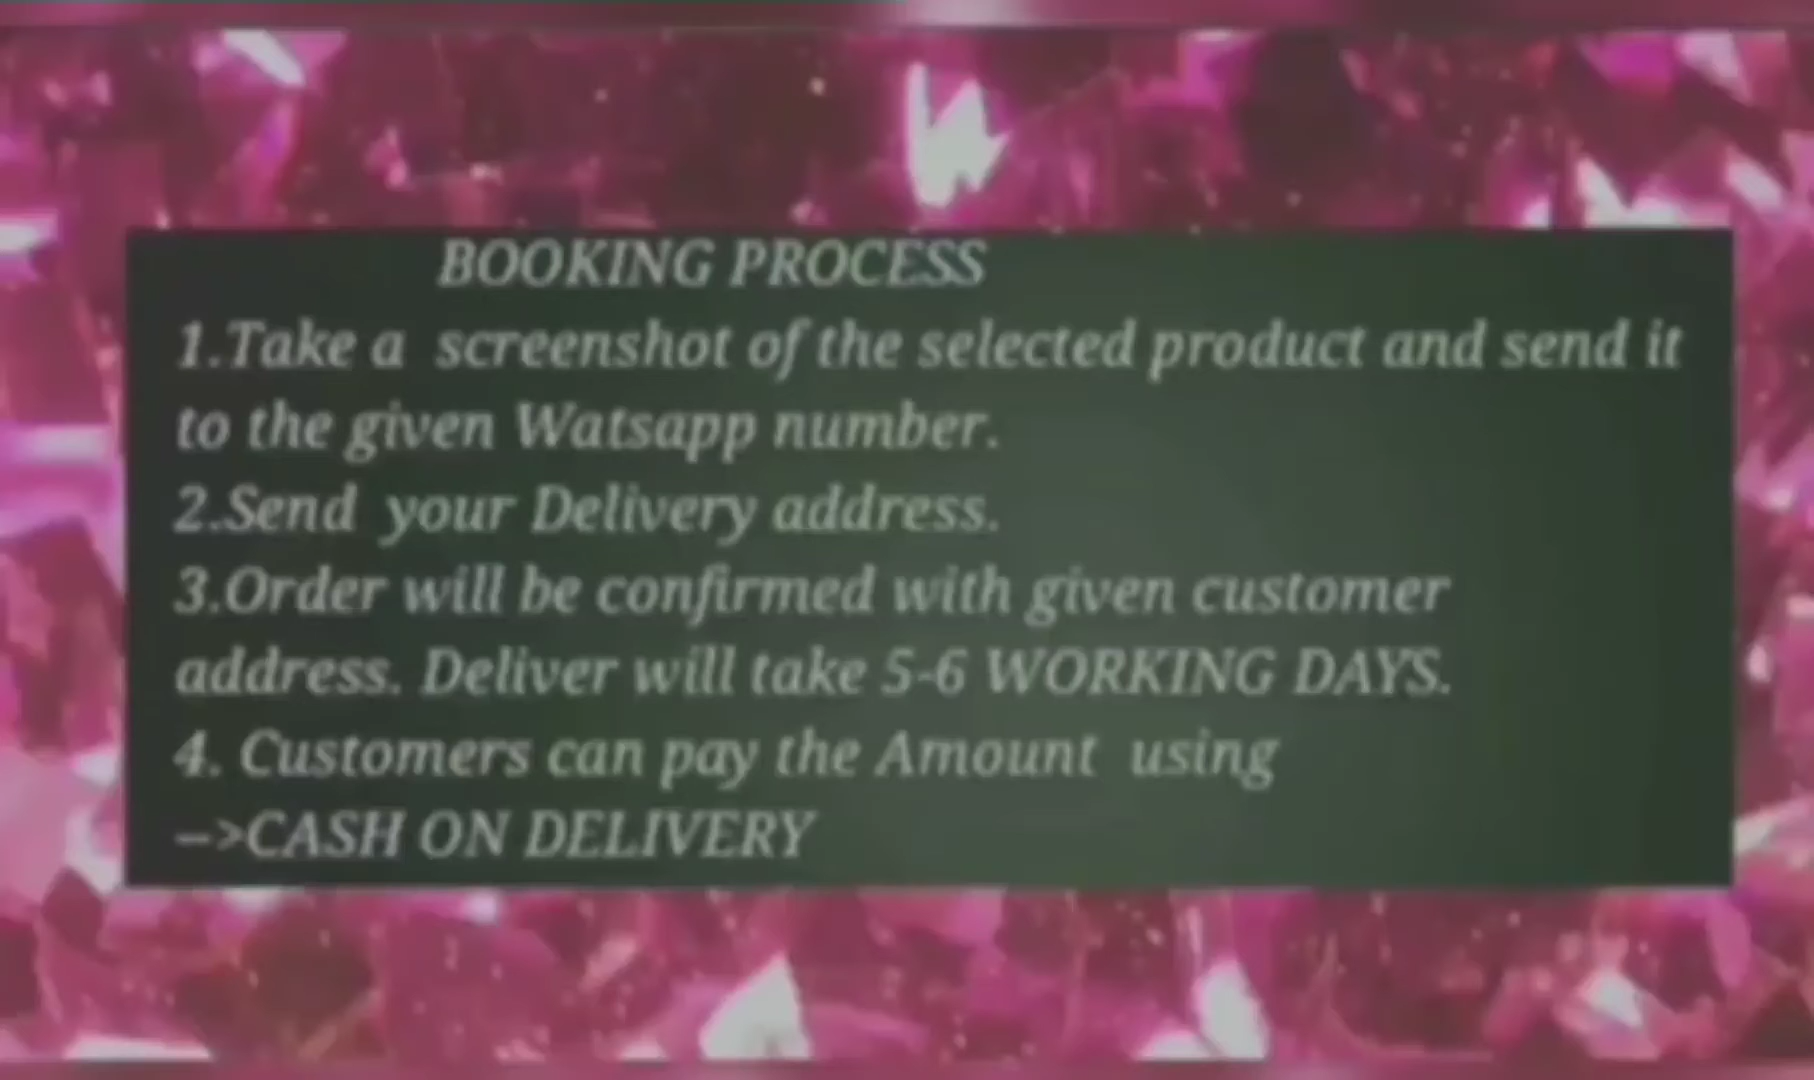 BOOKING PROCESS
1.Take a screenshot of the selected product and send it
to the given Watsapp number.
2.Send your Delivery address.
3.Order will be confirmed with given customer
address. Deliver will take 5-6 WORKING DAYS.
4. Customers can pay the Amount using
-->CASH ON DELIVERY